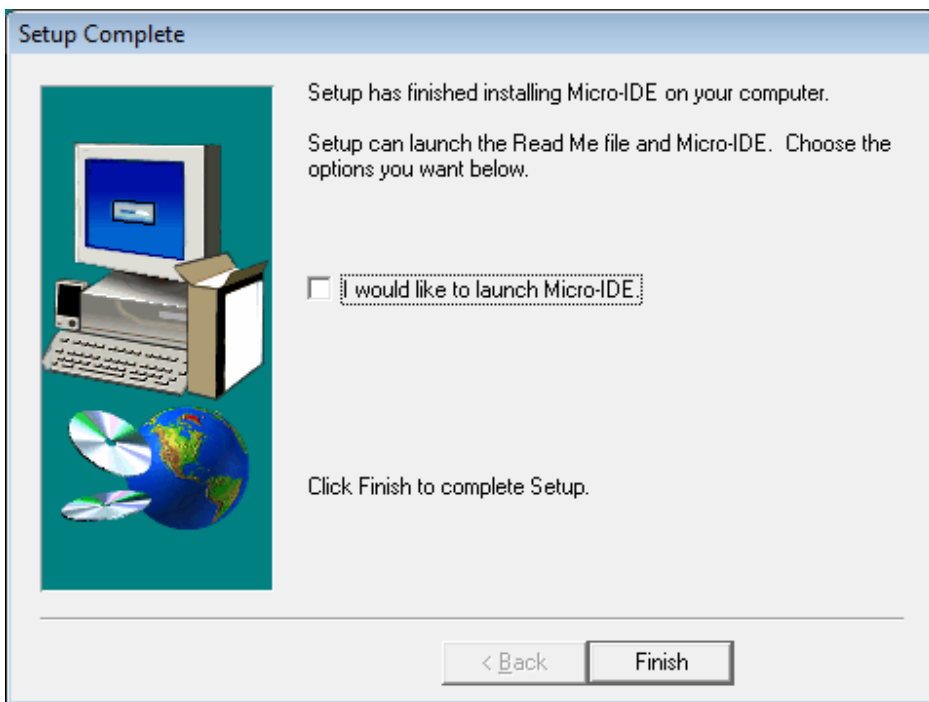 Setup Complete
Setup has finished installing Micro-IDE on your computer.
Setup can launch the Read Me file and Micro-IDE.  Choose the
options you want below.
I would like to launch Micro-IDE.
Click Finish to complete Setup.
< Back
Finish